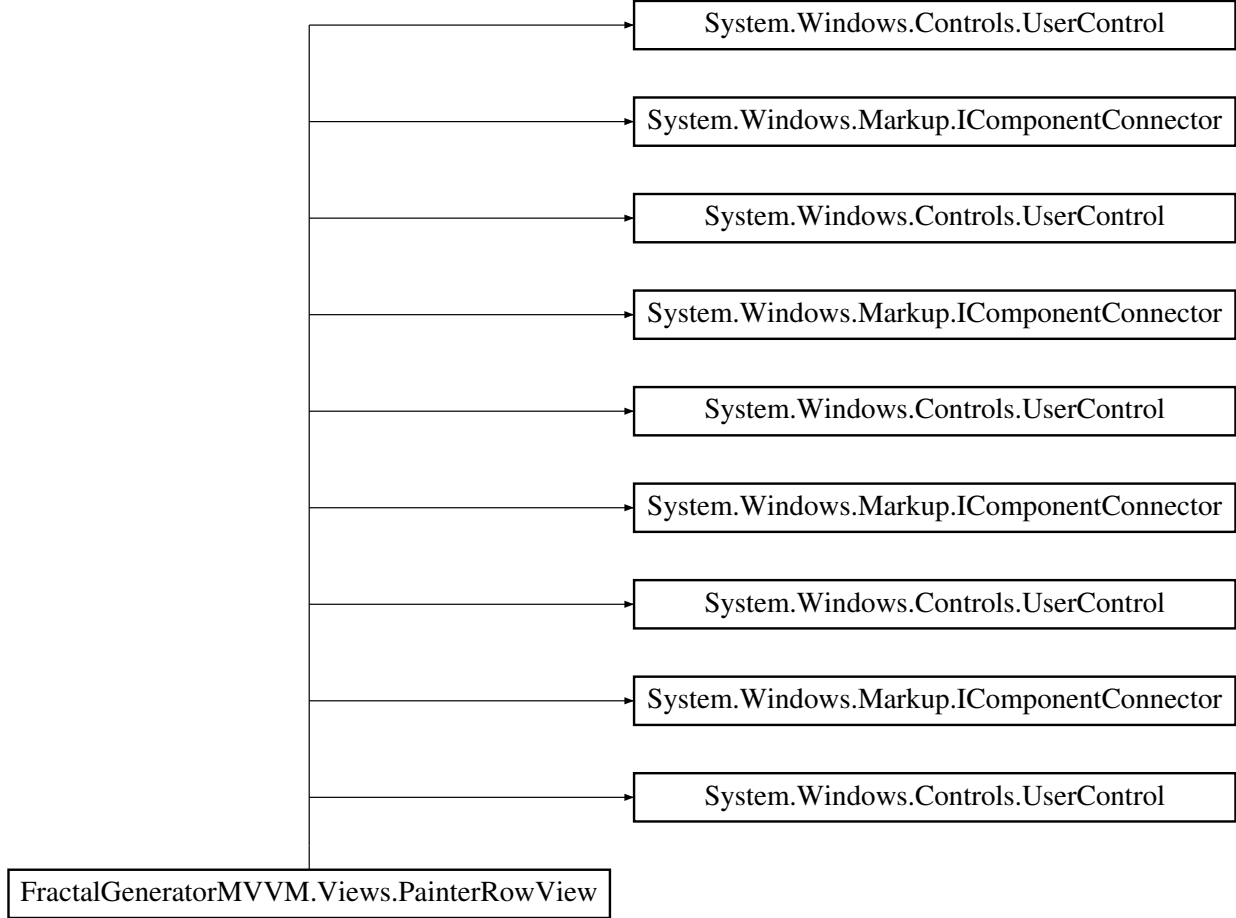 System.Windows.Controls.UserControl
System.Windows.Markup.IComponentConnector
System.Windows.Controls.UserControl
System.Windows.Markup.IComponentConnector
System.Windows.Controls.UserControl
System.Windows.Markup.IComponentConnector
System.Windows.Controls.UserControl
System.Windows.Markup.IComponentConnector
System.Windows.Controls.UserControl
FractalGeneratorMVVM.Views.PainterRowView